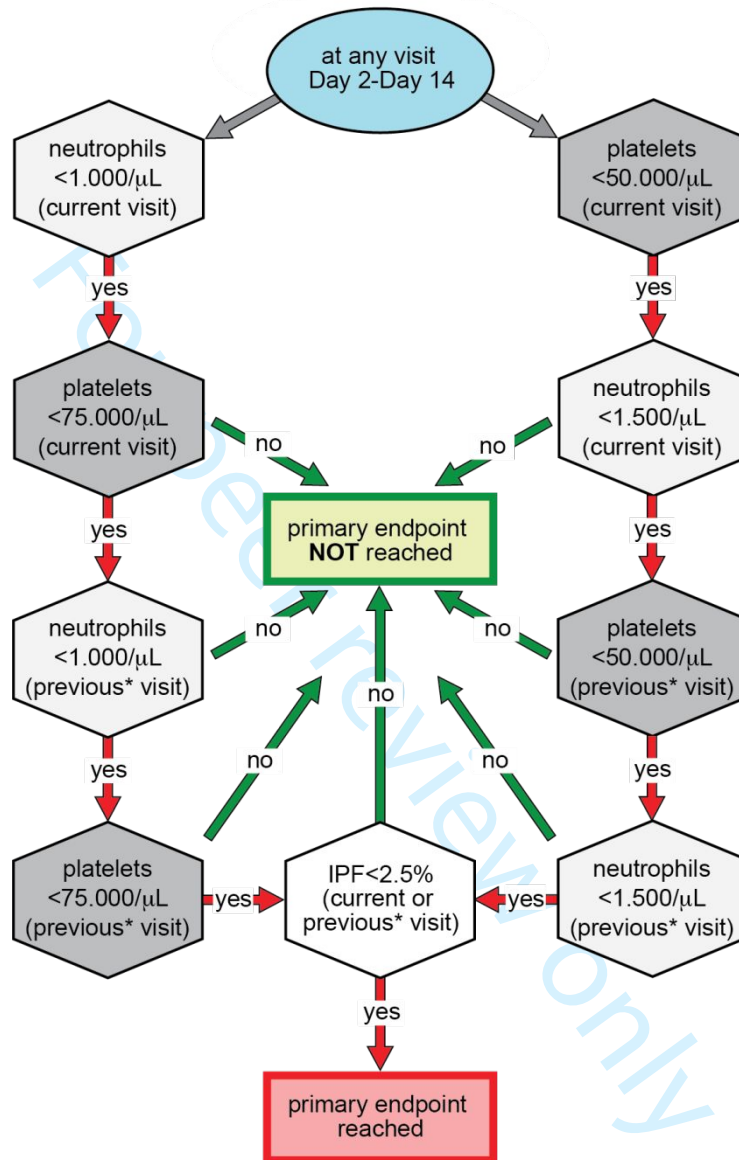 at any visit
Day 2-Day 14
neutrophils
<1.000/μL
(current visit)
platelets
<50.000/μL
(current visit)
yes
yes
platelets
<75.000/μL
(current visit)
neutrophils
<1.500/μL
(current visit)
no
no
yes
yes
primary endpoint
NOT reached
neutrophils
<1.000/μL
(previous* visit)
platelets
<50.000/μL
(previous* visit)
no
no
no
yes
yes
no
no
platelets
<75.000/μL
(previous* visit)
IPF<2.5%
(current or
previous* visit)
neutrophils
<1.500/μL
(previous* visit)
yes
yes
yes
primary endpoint
reached
For peer review only